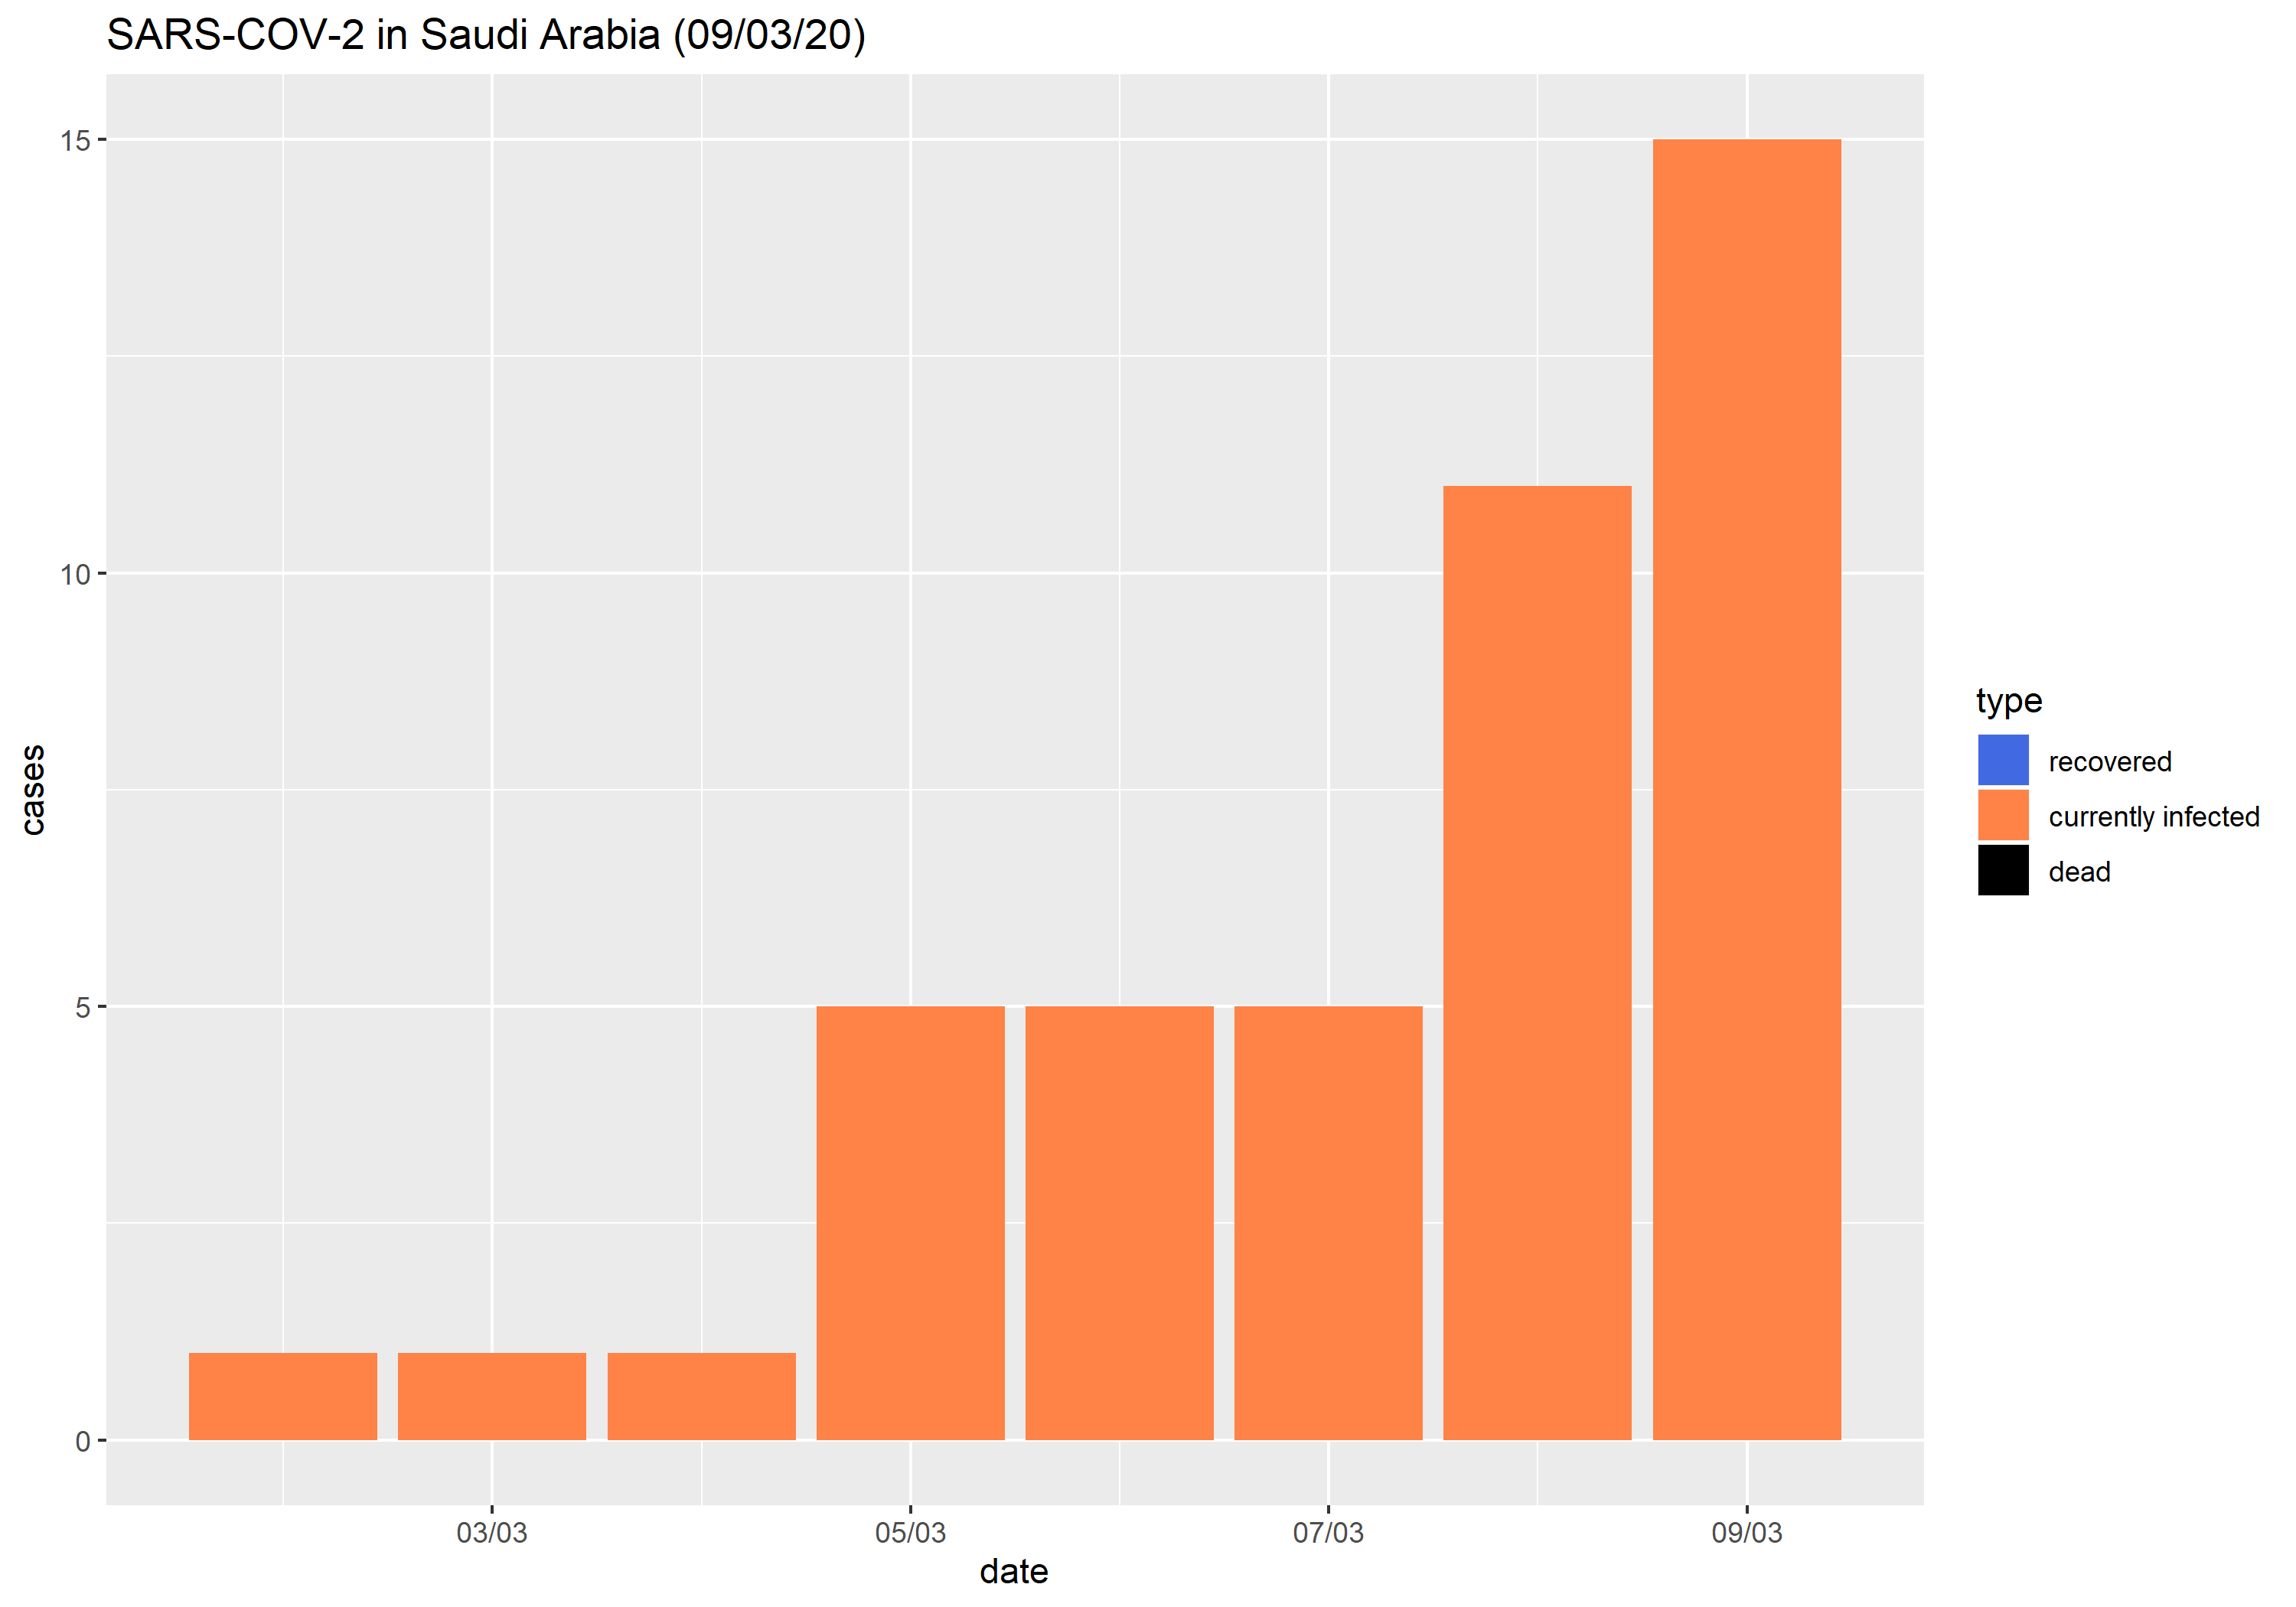 SARS-COV-2 in Saudi Arabia (09/03/20)
15
10
5
0
cases
03/03
05/03
07/03
09/03
date
type
recovered
currently infected
dead